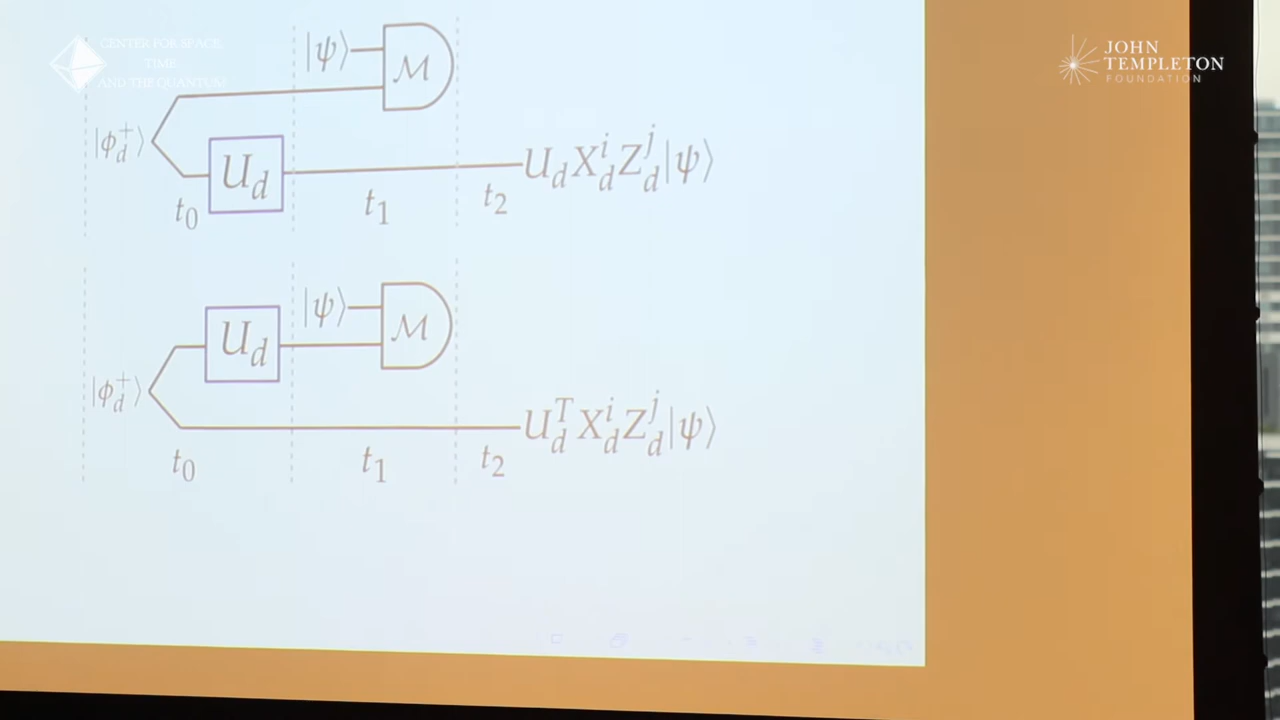 CENTER FOR SPACE,
TIME
AND THE QUANTUM
JOHN
TEMPLETON
FOUNDATION
|ψ⟩
M
|ϕ_d^+⟩
U_d
U_d X_d^i Z_d^j |ψ⟩
t_0
t_1
t_2
|ψ⟩
U_d
M
|ϕ_d^+⟩
U_d^T X_d^i Z_d^j |ψ⟩
t_0
t_1
t_2